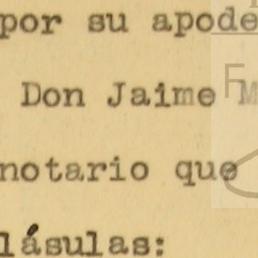 por su apode
Don Jaime M
notario que
lásulas: